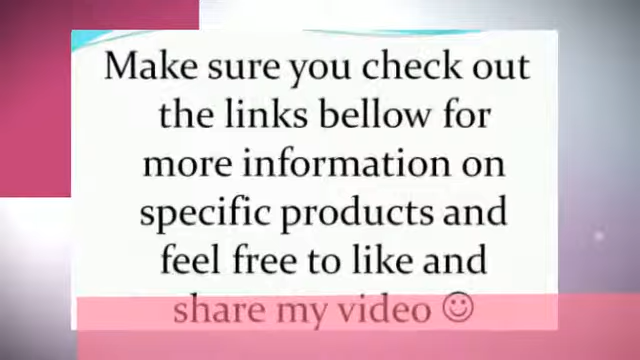 Make sure you check out
the links bellow for
more information on
specific products and
feel free to like and
share my video ☺